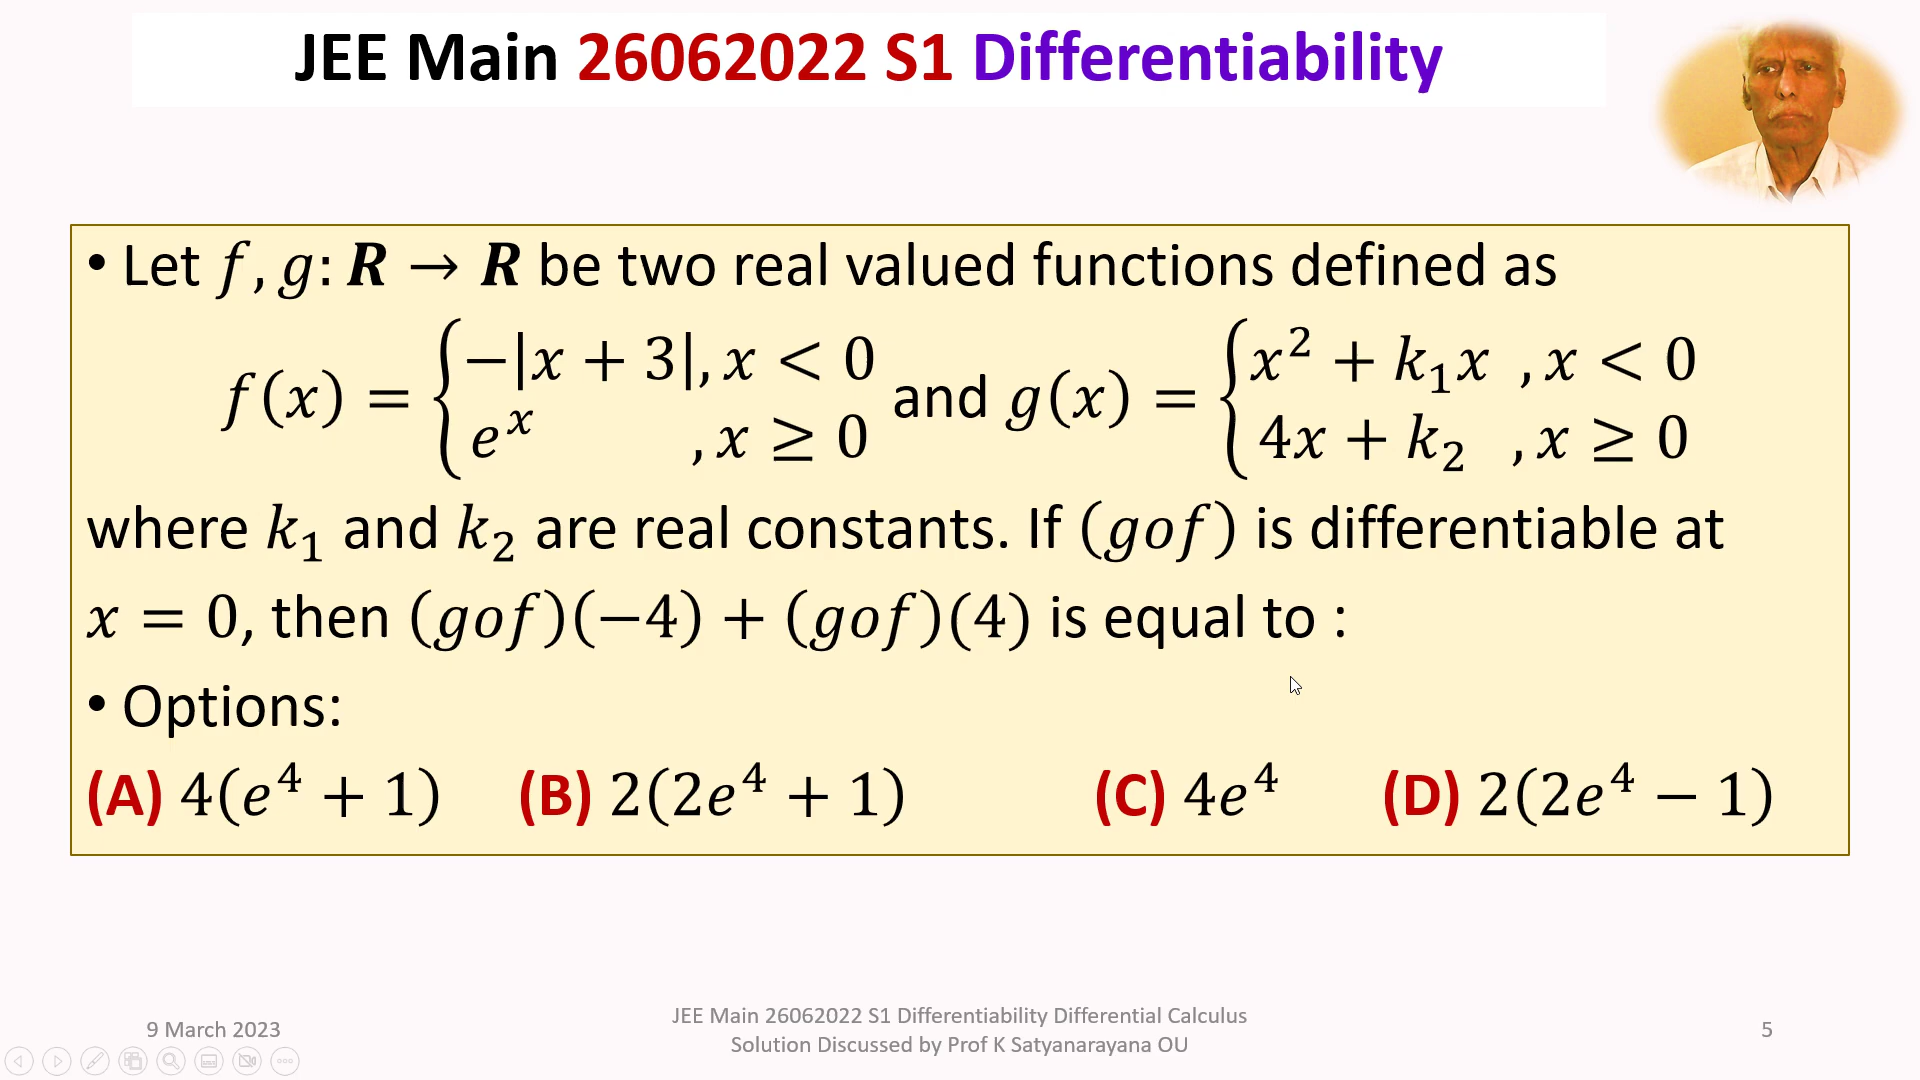 JEE Main 26062022 S1 Differentiability
• Let f, g: R → R be two real valued functions defined as
f(x) = { −|x + 3|, x < 0 ; e^x , x ≥ 0 and g(x) = { x² + k₁x , x < 0 ; 4x + k₂ , x ≥ 0
where k₁ and k₂ are real constants. If (gof) is differentiable at
x = 0, then (gof)(−4) + (gof)(4) is equal to :
• Options:
(A) 4(e⁴ + 1) (B) 2(2e⁴ + 1) (C) 4e⁴ (D) 2(2e⁴ − 1)
9 March 2023
JEE Main 26062022 S1 Differentiability Differential Calculus
Solution Discussed by Prof K Satyanarayana OU
5